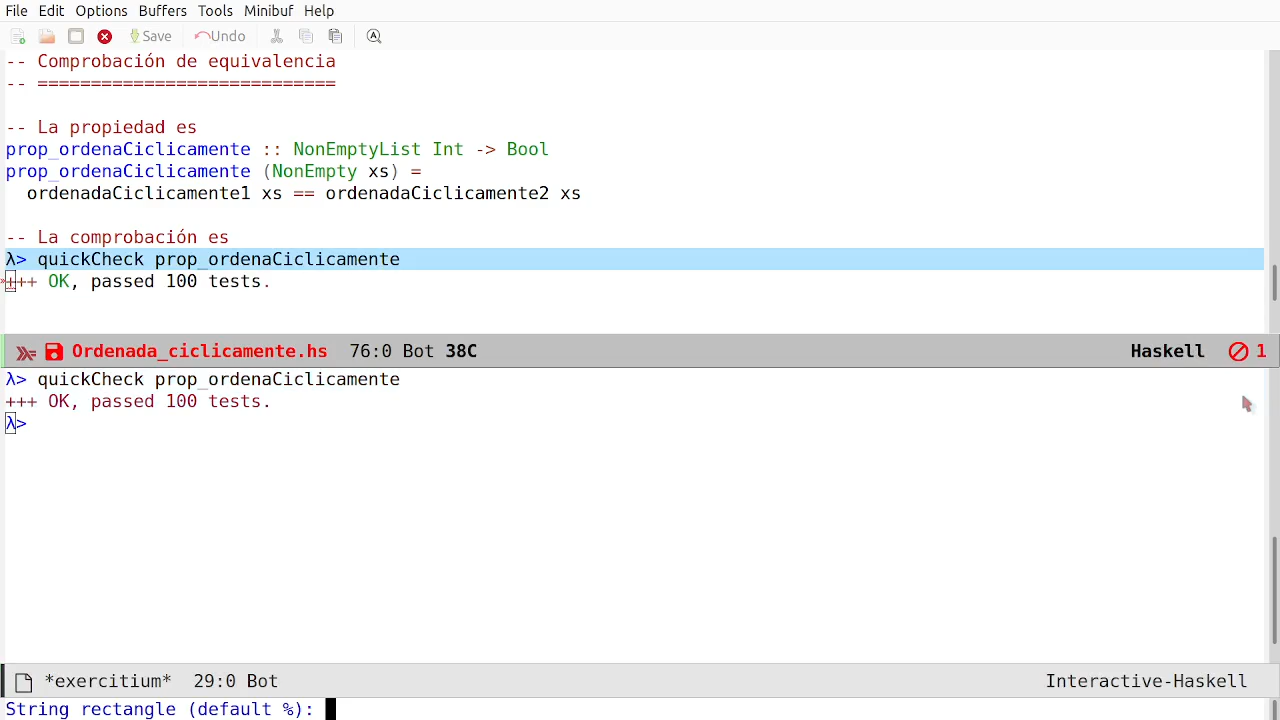 File Edit Options Buffers Tools Minibuf Help
Save Undo
-- Comprobación de equivalencia
-- ============================
-- La propiedad es
prop_ordenaCiclicamente :: NonEmptyList Int -> Bool
prop_ordenaCiclicamente (NonEmpty xs) =
  ordenadaCiclicamente1 xs == ordenadaCiclicamente2 xs
-- La comprobación es
λ> quickCheck prop_ordenaCiclicamente
+++ OK, passed 100 tests.
Ordenada_ciclicamente.hs 76:0 Bot 38C Haskell 1
λ> quickCheck prop_ordenaCiclicamente
+++ OK, passed 100 tests.
λ>
*exercitium* 29:0 Bot Interactive-Haskell
String rectangle (default %):